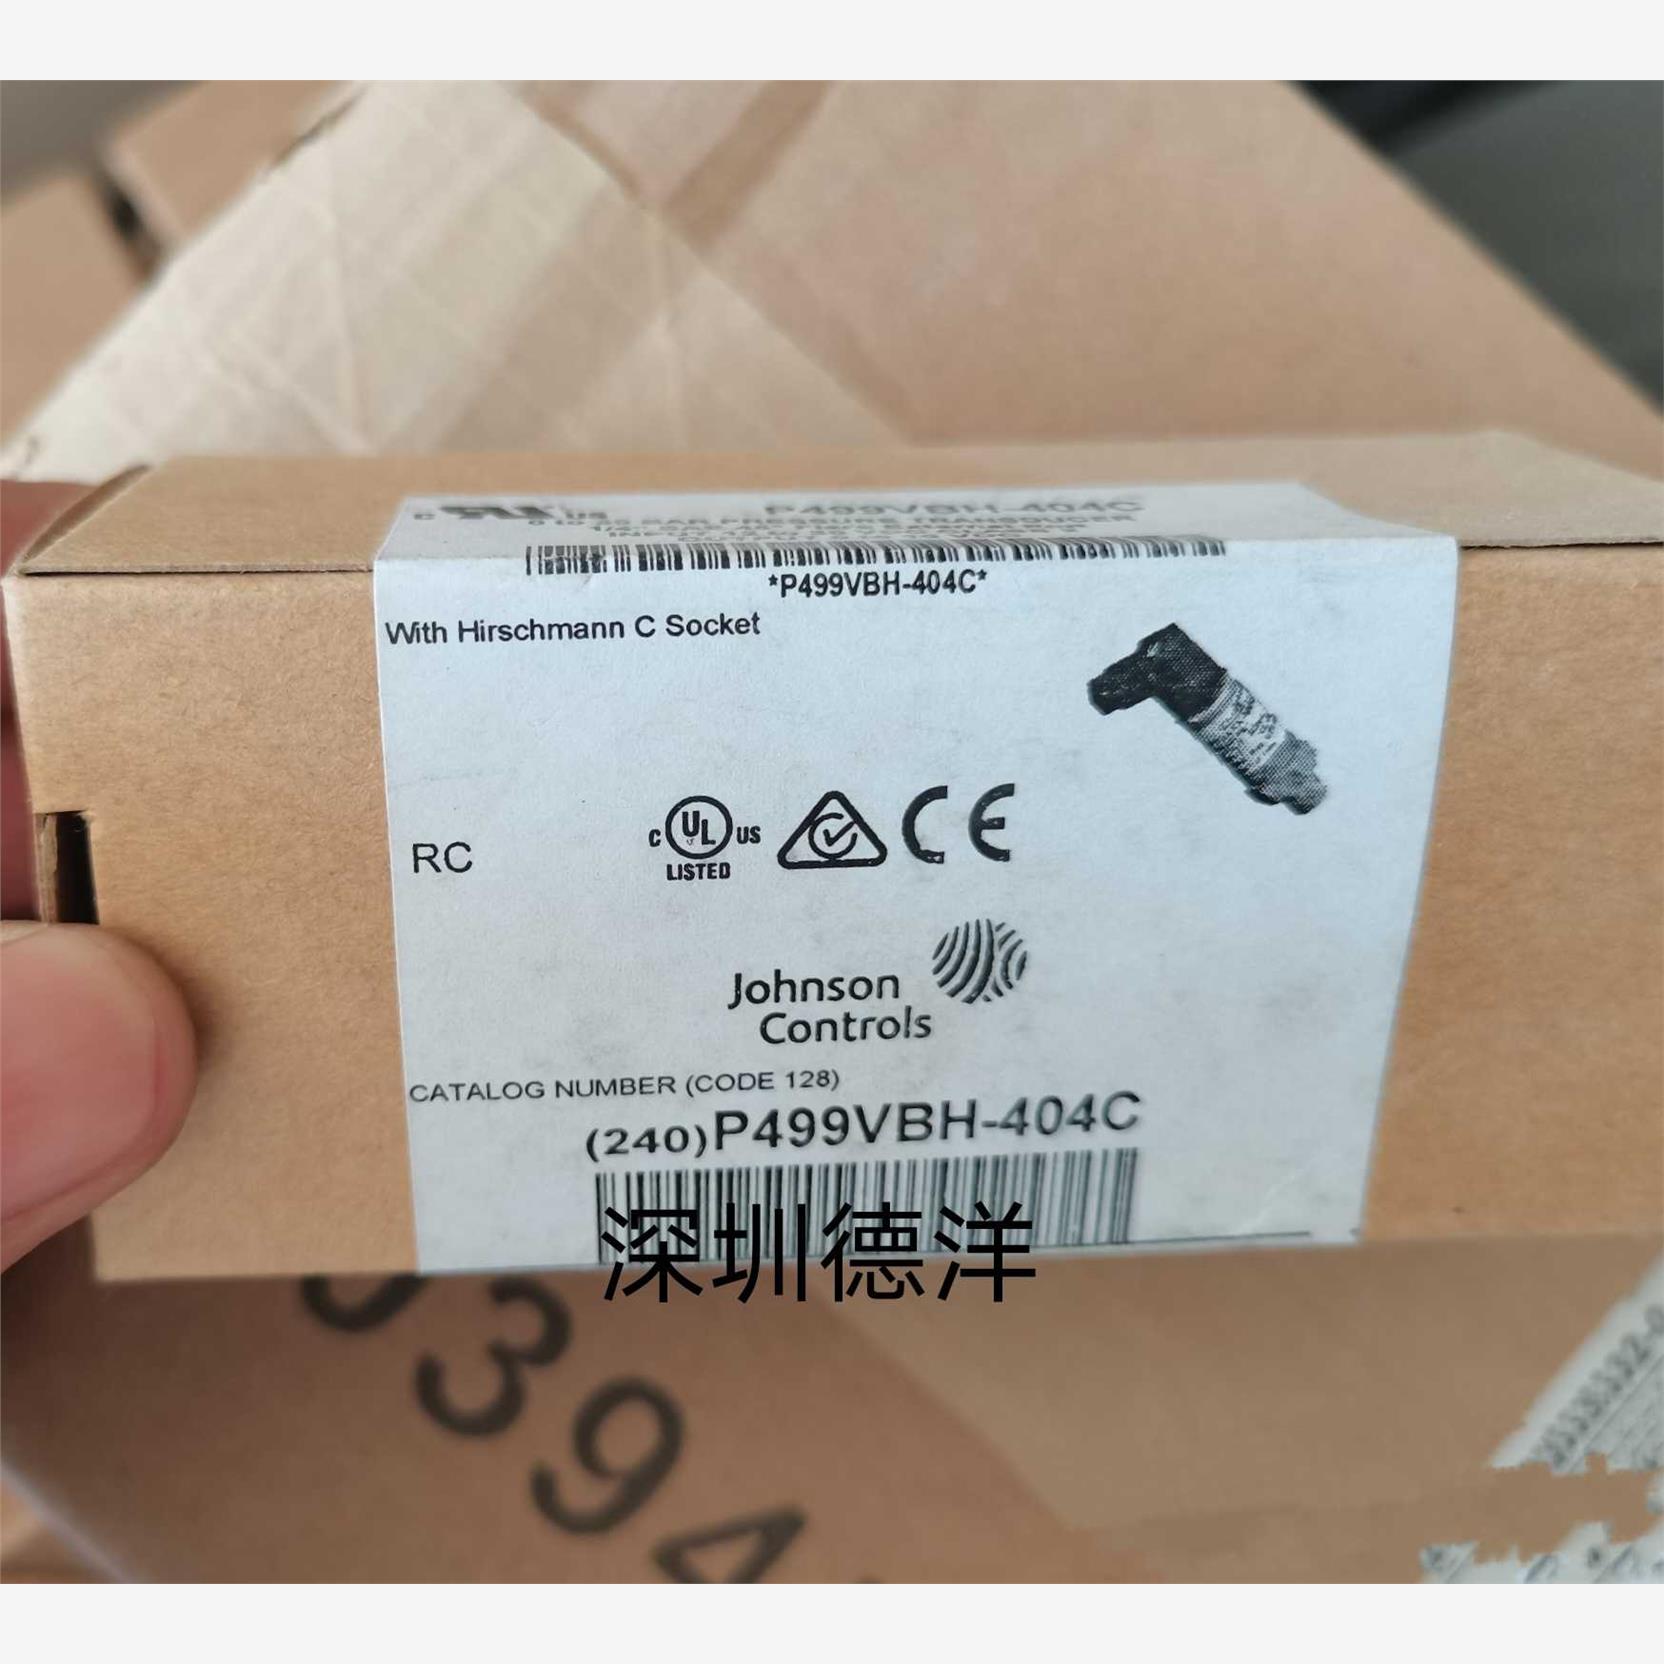 P499VBH-404C
*P499VBH-404C*
With Hirschmann C Socket
RC
C UL US
LISTED
CE
Johnson
Controls
CATALOG NUMBER (CODE 128)
(240)P499VBH-404C
深圳德洋
394